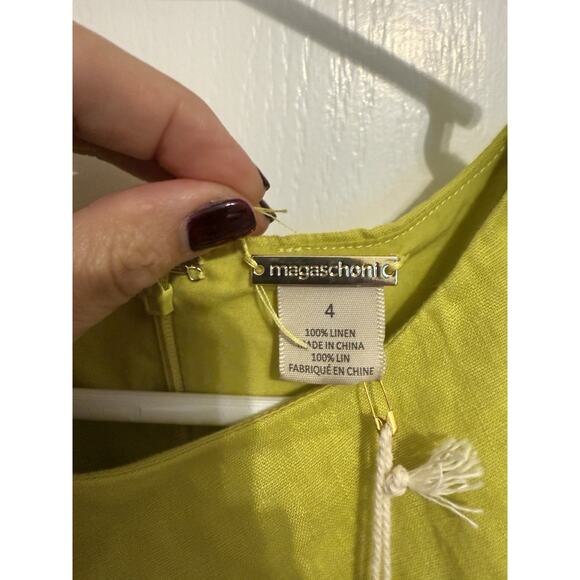 magaschoni
4
100% LINEN
MADE IN CHINA
100% LIN
FABRIQUÉ EN CHINE